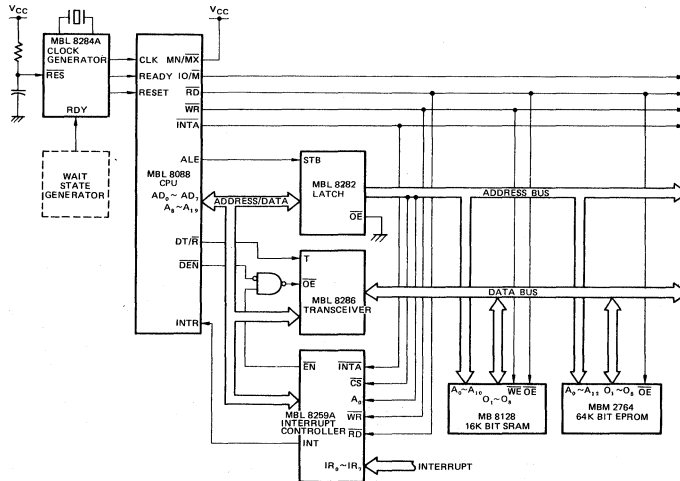 VCC
VCC
MBL 8284A
CLOCK
GENERATOR
RES
RDY
WAIT
STATE
GENERATOR
CLK
MN/MX
READY
IO/M
RESET
RD
WR
INTA
ALE
MBL 8088
CPU
AD0 ~ AD7
A8~A19
DT/R
DEN
INTR
ADDRESS/DATA
STB
MBL 8282
LATCH
OE
ADDRESS BUS
T
OE
MBL 8286
TRANSCEIVER
DATA BUS
EN
INTA
CS
A0
MBL 8259A
INTERRUPT
CONTROLLER
WR
RD
INT
IR0~IR7
INTERRUPT
A0~A10
O1~O8
WE
OE
MB 8128
16K BIT SRAM
A0~A12
O1~O8
OE
MBM 2764
64K BIT EPROM